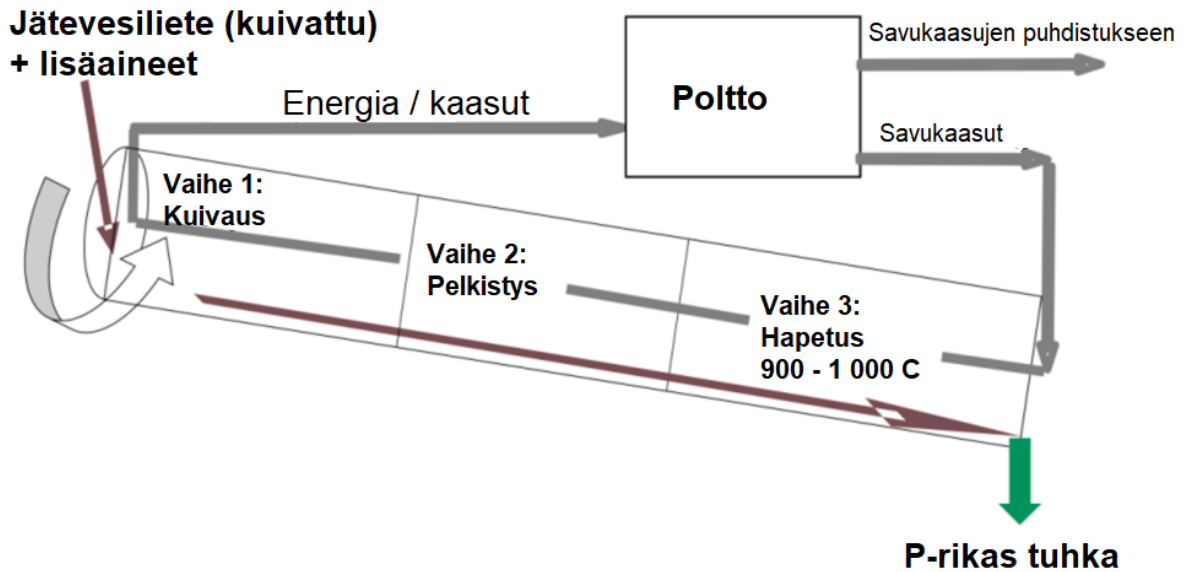 Jätevesiliete (kuivattu)
+ lisäaineet
Energia / kaasut
Poltto
Savukaasujen puhdistukseen
Savukaasut
Vaihe 1:
Kuivaus
Vaihe 2:
Pelkistys
Vaihe 3:
Hapetus
900 - 1 000 C
P-rikas tuhka